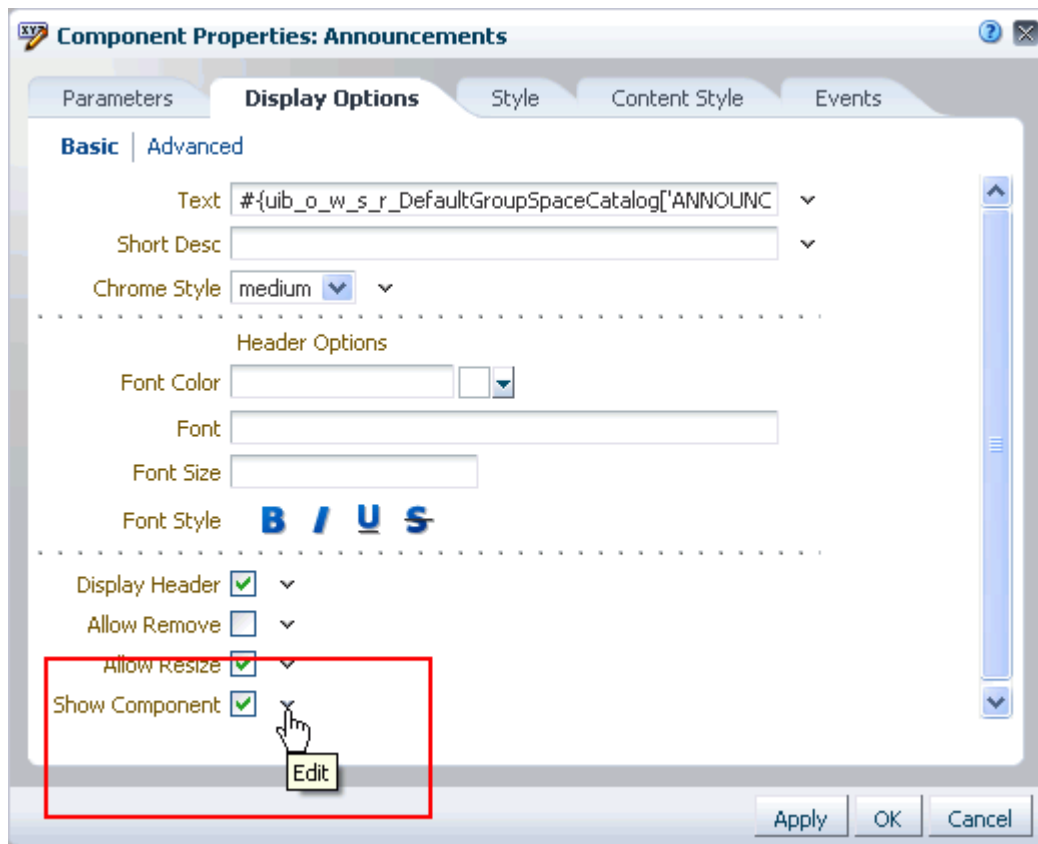 Component Properties: Announcements
Parameters Display Options Style Content Style Events
Basic Advanced
Text #{uib_o_w_s_r_DefaultGroupSpaceCatalog['ANNOUNC
Short Desc
Chrome Style medium
Header Options
Font Color
Font
Font Size
Font Style B I U S
Display Header
Allow Remove
Allow Resize
Show Component
Edit
Apply OK Cancel